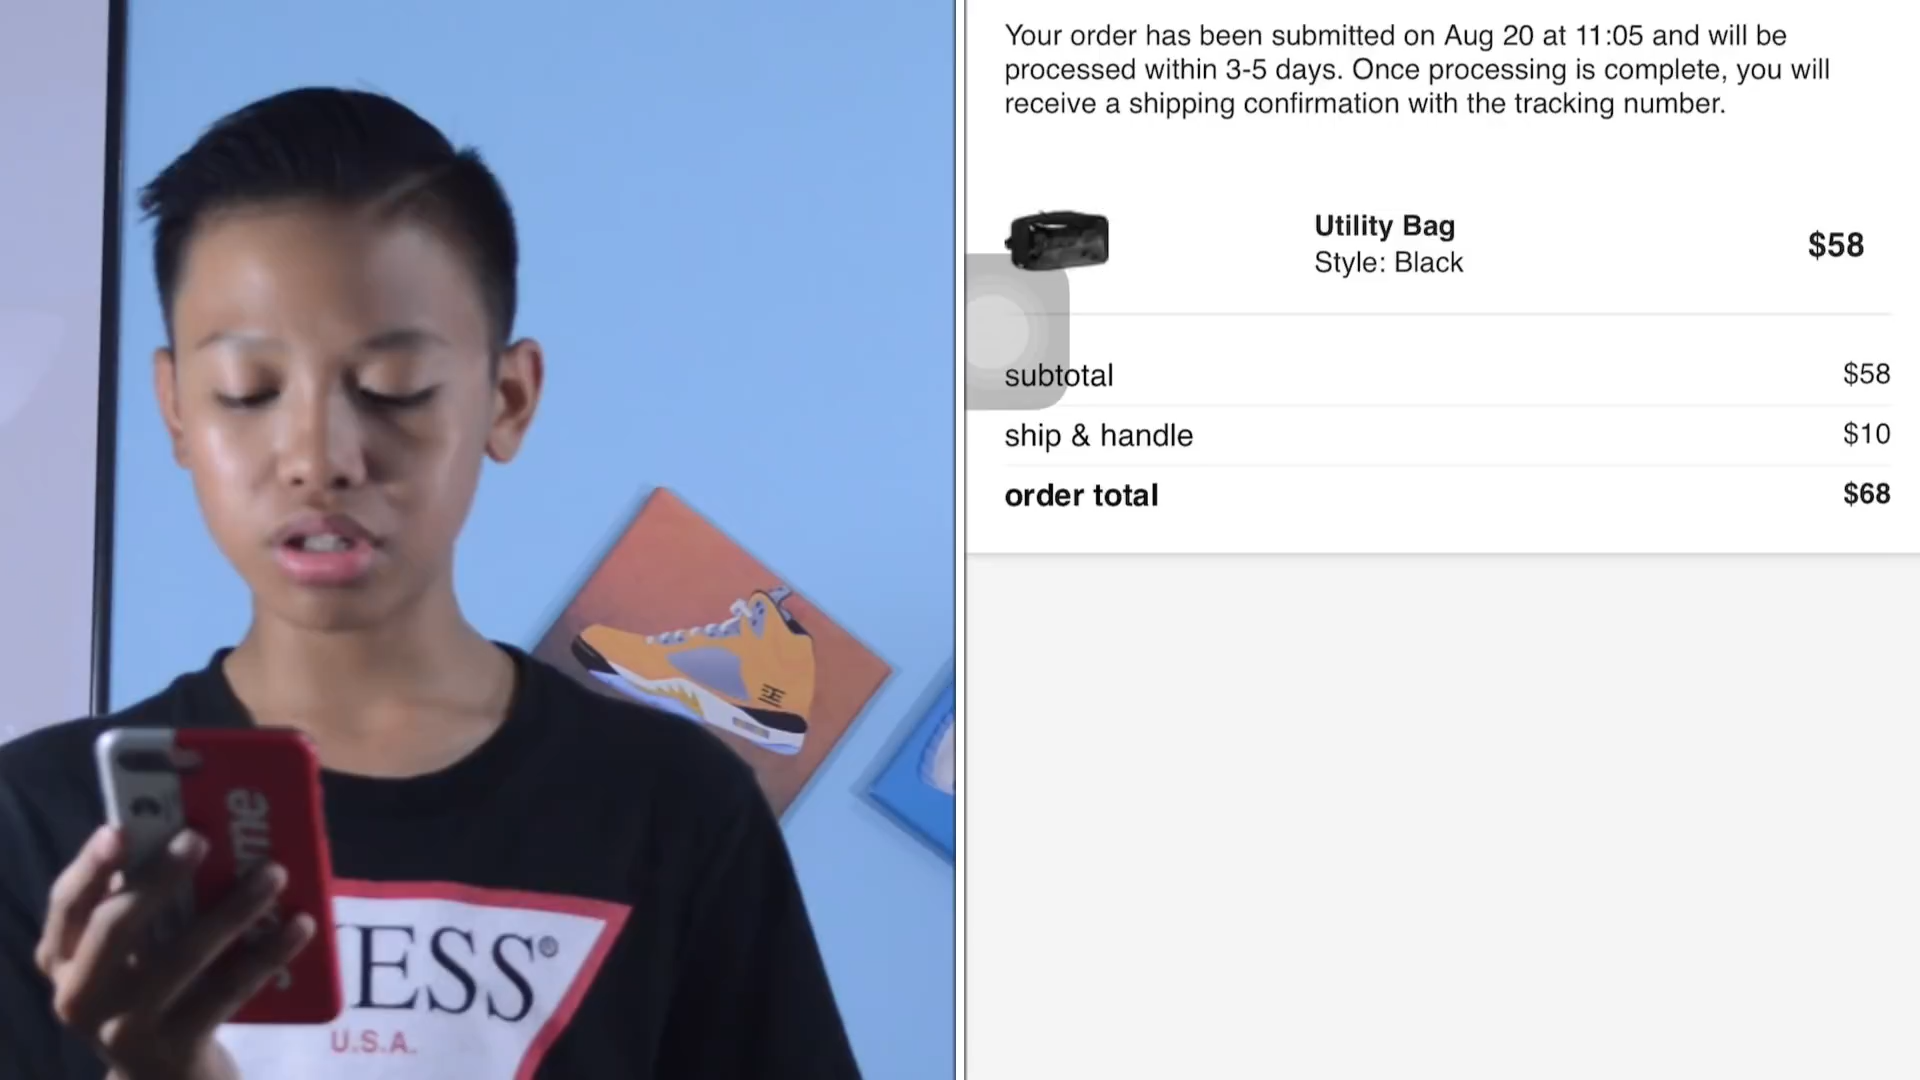 Your order has been submitted on Aug 20 at 11:05 and will be
processed within 3-5 days. Once processing is complete, you will
receive a shipping confirmation with the tracking number.
Utility Bag
Style: Black
$58
subtotal
$58
ship & handle
$10
order total
$68
ESS®
U.S.A.